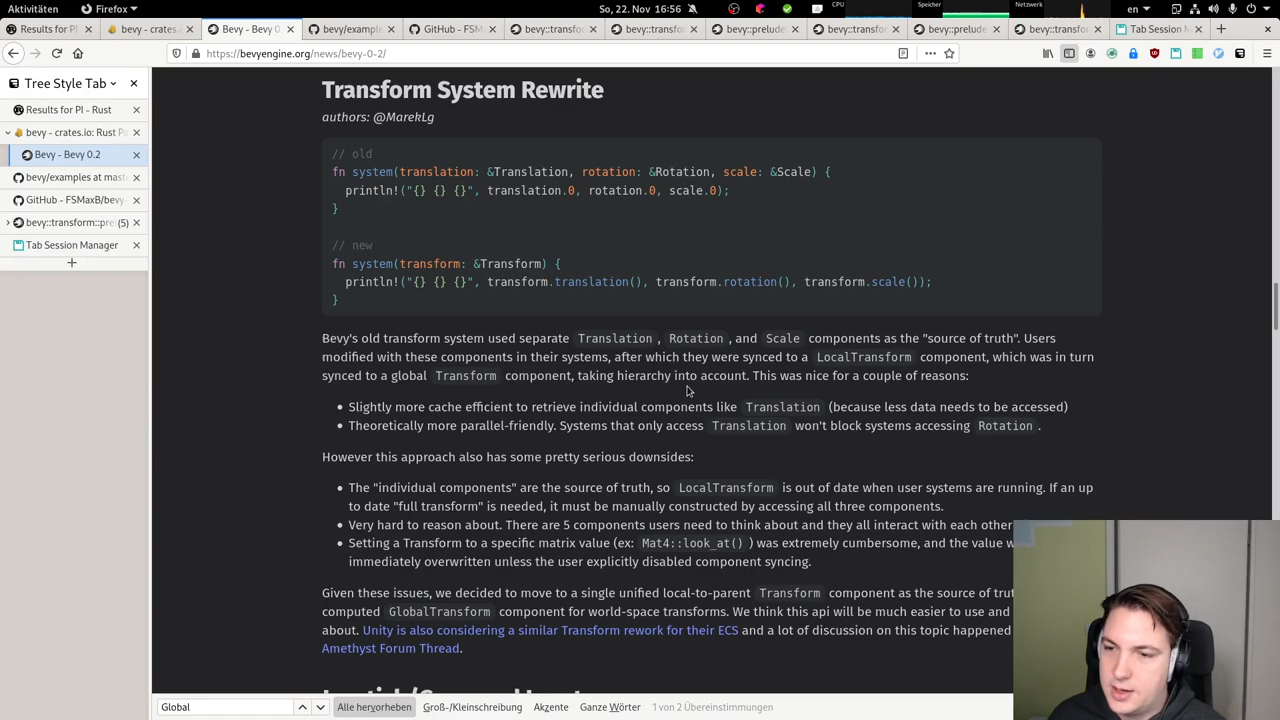 Aktivitäten
Firefox
So, 22. Nov 16:56
CPU
Speicher
Netzwerk
en
Results for PI
bevy - crates.
Bevy - Bevy 0.
bevy/example
GitHub - FSM
bevy::transfor
bevy::transfor
bevy::prelude
bevy::transfor
bevy::prelude
bevy::transfor
Tab Session M
https://bevyengine.org/news/bevy-0-2/
Tree Style Tab
Results for PI - Rust
bevy - crates.io: Rust Pa
Bevy - Bevy 0.2
bevy/examples at mast
GitHub - FSMaxB/bevy
bevy::transform::prel (5)
Tab Session Manager
Transform System Rewrite
authors: @MarekLg
// old
fn system(translation: &Translation, rotation: &Rotation, scale: &Scale) {
println!("{} {} {}", translation.0, rotation.0, scale.0);
}
// new
fn system(transform: &Transform) {
println!("{} {} {}", transform.translation(), transform.rotation(), transform.scale());
}
Bevy's old transform system used separate Translation , Rotation , and Scale components as the "source of truth". Users
modified with these components in their systems, after which they were synced to a LocalTransform component, which was in turn
synced to a global Transform component, taking hierarchy into account. This was nice for a couple of reasons:
• Slightly more cache efficient to retrieve individual components like Translation (because less data needs to be accessed)
• Theoretically more parallel-friendly. Systems that only access Translation won't block systems accessing Rotation .
However this approach also has some pretty serious downsides:
• The "individual components" are the source of truth, so LocalTransform is out of date when user systems are running. If an up
to date "full transform" is needed, it must be manually constructed by accessing all three components.
• Very hard to reason about. There are 5 components users need to think about and they all interact with each other
• Setting a Transform to a specific matrix value (ex: Mat4::look_at() ) was extremely cumbersome, and the value w
immediately overwritten unless the user explicitly disabled component syncing.
Given these issues, we decided to move to a single unified local-to-parent Transform component as the source of trut
computed GlobalTransform component for world-space transforms. We think this api will be much easier to use and
about. Unity is also considering a similar Transform rework for their ECS and a lot of discussion on this topic happened
Amethyst Forum Thread.
Global
Alle hervorheben
Groß-/Kleinschreibung
Akzente
Ganze Wörter
1 von 2 Übereinstimmungen